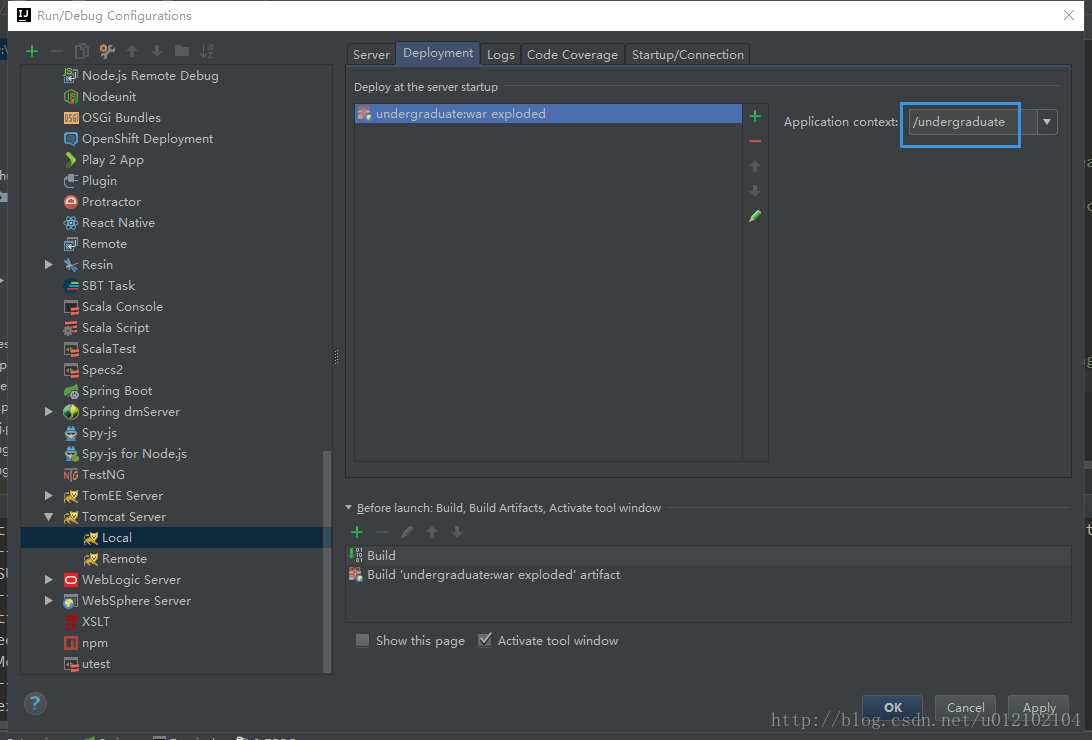 Run/Debug Configurations
Server
Deployment
Logs
Code Coverage
Startup/Connection
Node.js Remote Debug
Nodeunit
OSGi Bundles
OpenShift Deployment
Play 2 App
Plugin
Protractor
React Native
Remote
Resin
SBT Task
Scala Console
Scala Script
ScalaTest
Specs2
Spring Boot
Spring dmServer
Spy-js
Spy-js for Node.js
TestNG
TomEE Server
Tomcat Server
Local
Remote
WebLogic Server
WebSphere Server
XSLT
npm
utest
Deploy at the server startup
undergraduate:war exploded
Application context: /undergraduate
Before launch: Build, Build Artifacts, Activate tool window
Build
Build 'undergraduate:war exploded' artifact
Show this page
Activate tool window
OK
Cancel
Apply
http://blog.csdn.net/u012102104